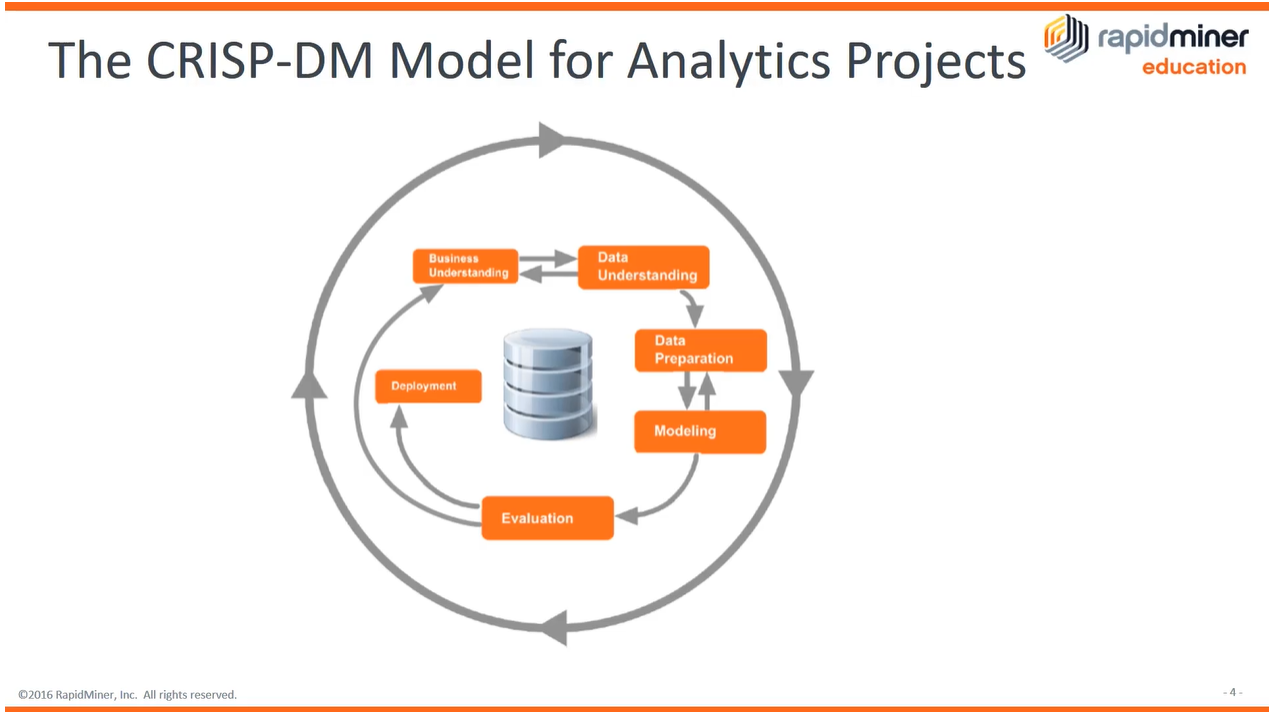 The CRISP-DM Model for Analytics Projects
rapidminer
education
Business
Understanding
Data
Understanding
Data
Preparation
Deployment
Modeling
Evaluation
©2016 RapidMiner, Inc. All rights reserved.
- 4 -